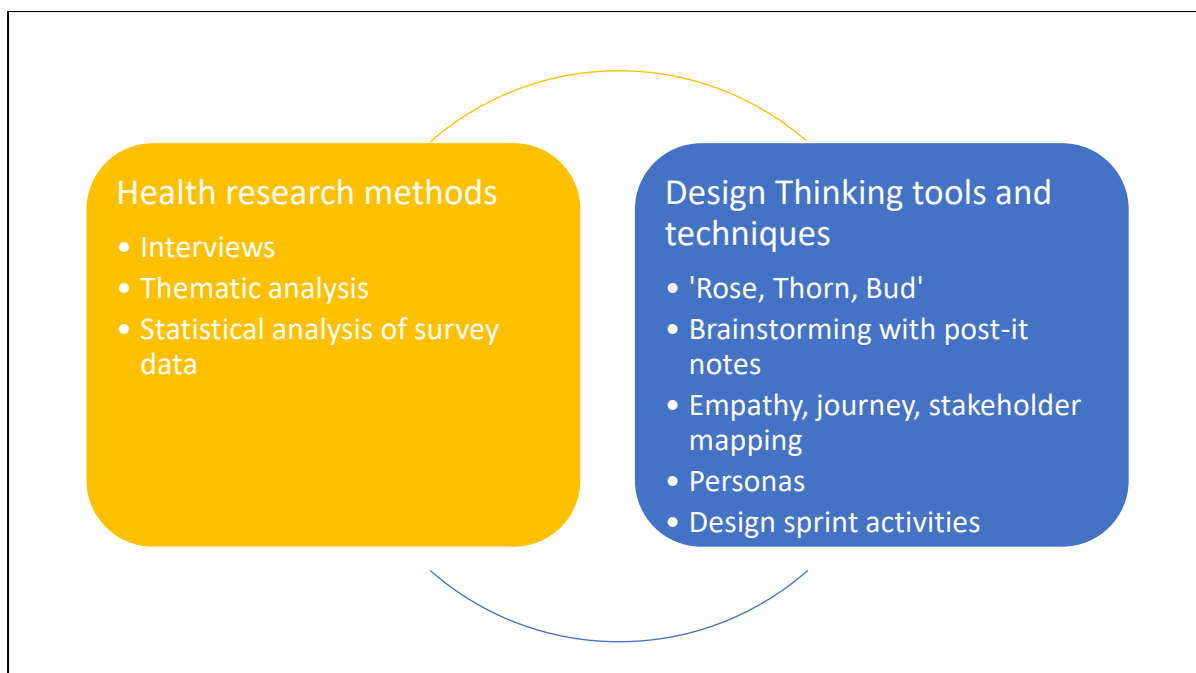 Health research methods
• Interviews
• Thematic analysis
• Statistical analysis of survey
data
Design Thinking tools and
techniques
• 'Rose, Thorn, Bud'
• Brainstorming with post-it
notes
• Empathy, journey, stakeholder
mapping
• Personas
• Design sprint activities